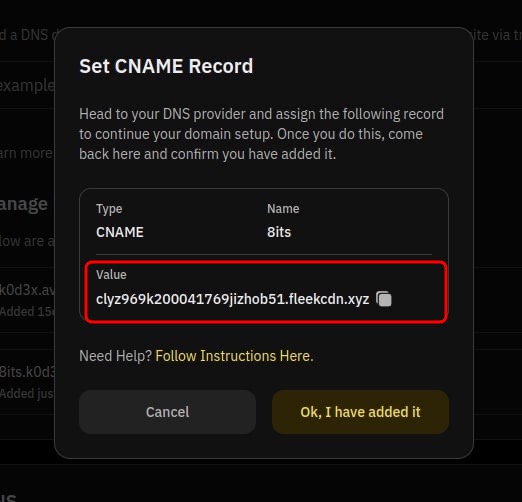 d a DNS
ite via tr
example
Set CNAME Record
Head to your DNS provider and assign the following record
to continue your domain setup. Once you do this, come
back here and confirm you have added it.
arn more
anage
low are a
Type
Name
CNAME
8its
Value
clyz969k200041769jizhob51.fleekcdn.xyz
k0d3x.av
Added 15
Need Help? Follow Instructions Here.
8its.k0d3
Added jus
Cancel
Ok, I have added it